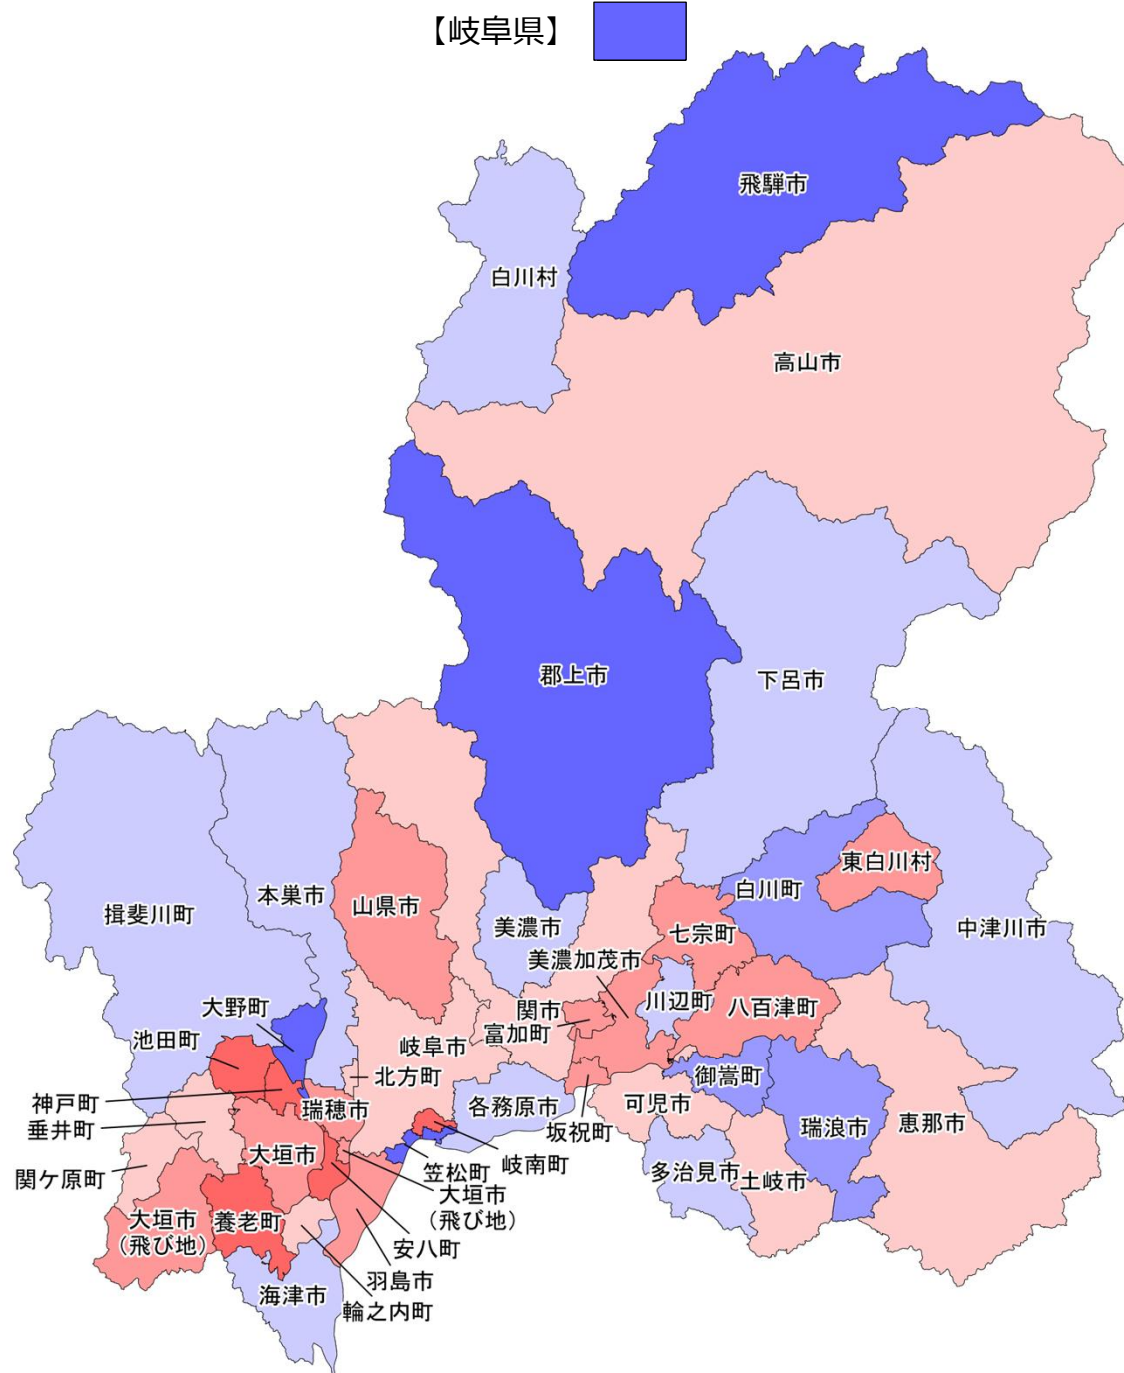 【岐阜県】
飛騨市
白川村
高山市
郡上市
下呂市
東白川村
白川町
本巣市
山県市
揖斐川町
美濃市
中津川市
七宗町
美濃加茂市
大野町
川辺町
八百津町
関市
富加町
池田町
岐阜市
北方町
御嵩町
神戸町
瑞穂市
各務原市
可児市
垂井町
坂祝町
瑞浪市
恵那市
大垣市
岐南町
笠松町
関ケ原町
多治見市
土岐市
大垣市
(飛び地)
大垣市
(飛び地)
養老町
安八町
羽島市
海津市
輪之内町